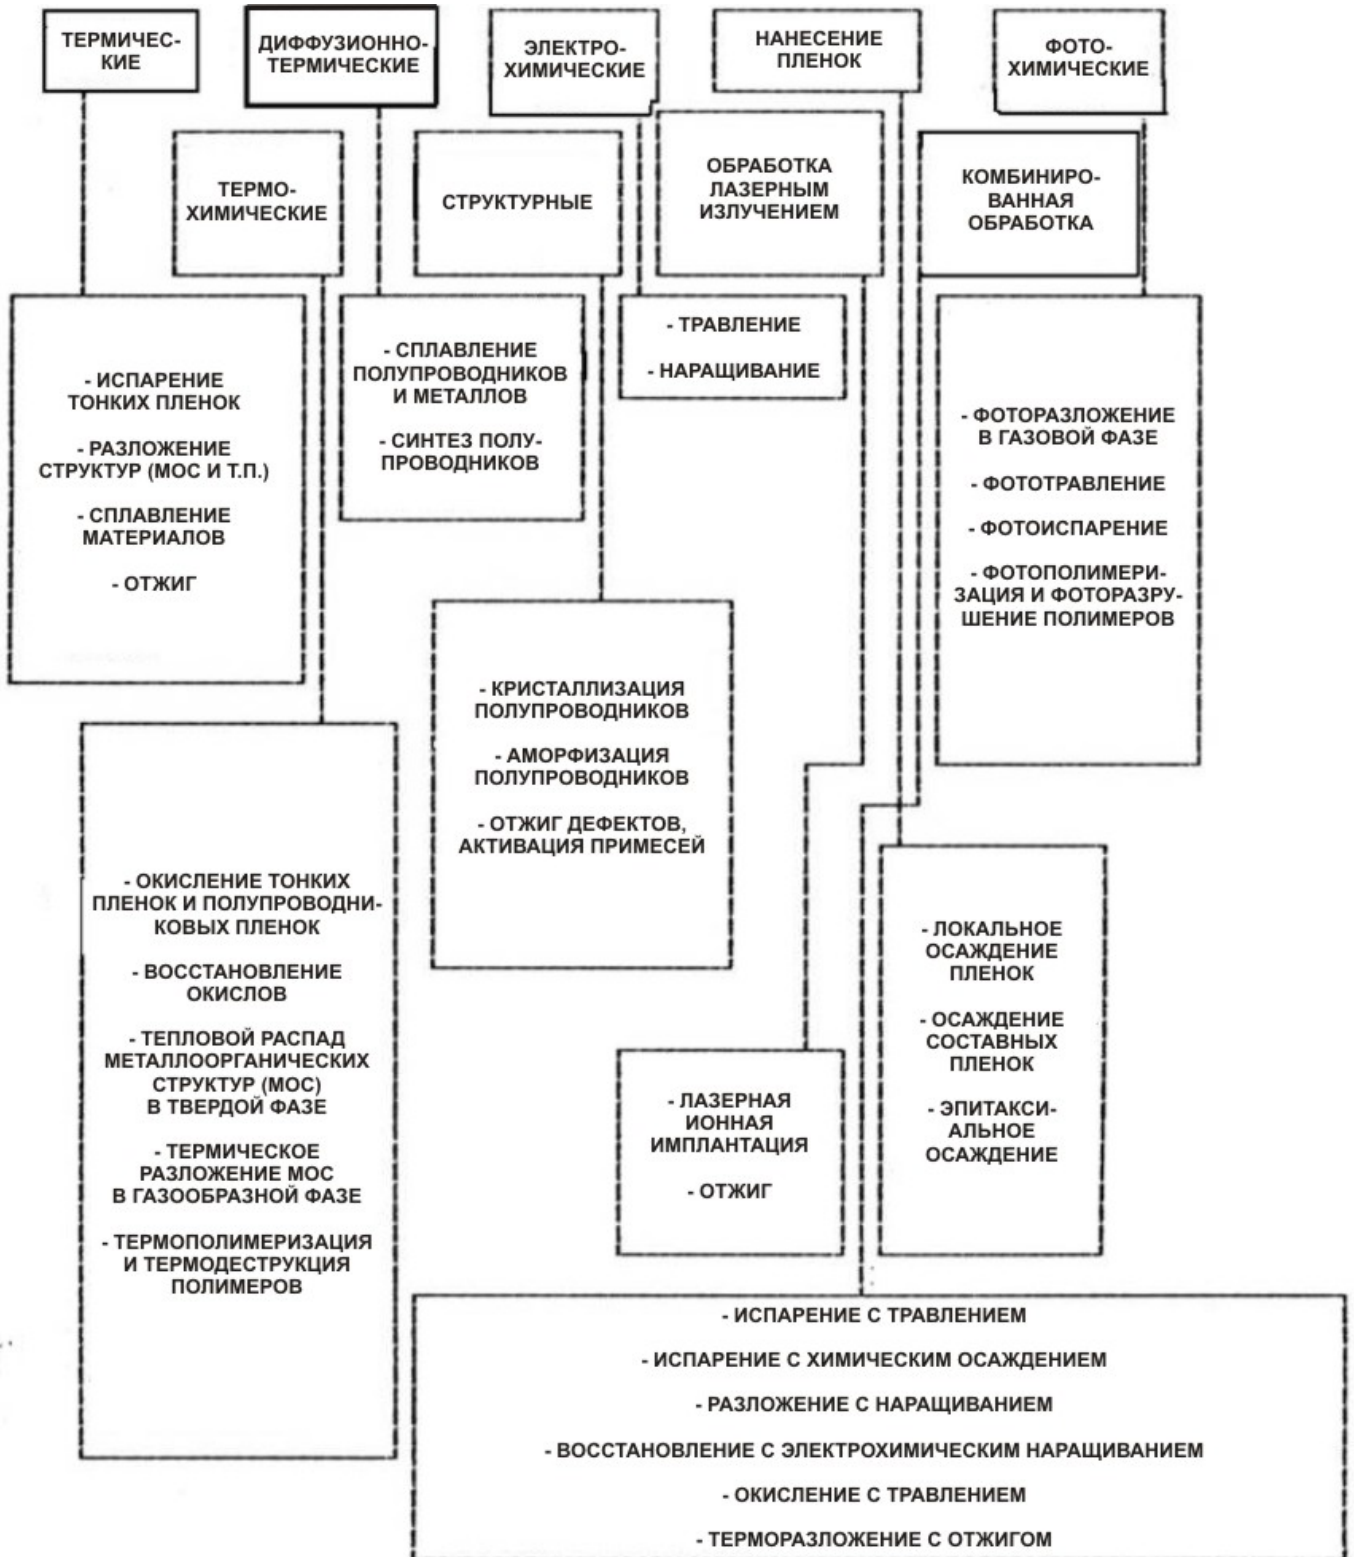 ТЕРМИЧЕС-
КИЕ
ДИФФУЗИОННО-
ТЕРМИЧЕСКИЕ
ЭЛЕКТРО-
ХИМИЧЕСКИЕ
НАНЕСЕНИЕ
ПЛЕНОК
ФОТО-
ХИМИЧЕСКИЕ
ТЕРМО-
ХИМИЧЕСКИЕ
СТРУКТУРНЫЕ
ОБРАБОТКА
ЛАЗЕРНЫМ
ИЗЛУЧЕНИЕМ
КОМБИНИРО-
ВАННАЯ
ОБРАБОТКА
- ИСПАРЕНИЕ
ТОНКИХ ПЛЕНОК
- РАЗЛОЖЕНИЕ
СТРУКТУР (МОС И Т.П.)
- СПЛАВЛЕНИЕ
МАТЕРИАЛОВ
- ОТЖИГ
- СПЛАВЛЕНИЕ
ПОЛУПРОВОДНИКОВ
И МЕТАЛЛОВ
- СИНТЕЗ ПОЛУ-
ПРОВОДНИКОВ
- ТРАВЛЕНИЕ
- НАРАЩИВАНИЕ
- ФОТОРАЗЛОЖЕНИЕ
В ГАЗОВОЙ ФАЗЕ
- ФОТОТРАВЛЕНИЕ
- ФОТОИСПАРЕНИЕ
- ФОТОПОЛИМЕРИ-
ЗАЦИЯ И ФОТОРАЗРУ-
ШЕНИЕ ПОЛИМЕРОВ
- КРИСТАЛЛИЗАЦИЯ
ПОЛУПРОВОДНИКОВ
- АМОРФИЗАЦИЯ
ПОЛУПРОВОДНИКОВ
- ОТЖИГ ДЕФЕКТОВ,
АКТИВАЦИЯ ПРИМЕСЕЙ
- ОКИСЛЕНИЕ ТОНКИХ
ПЛЕНОК И ПОЛУПРОВОДНИ-
КОВЫХ ПЛЕНОК
- ВОССТАНОВЛЕНИЕ
ОКИСЛОВ
- ТЕПЛОВОЙ РАСПАД
МЕТАЛЛООРГАНИЧЕСКИХ
СТРУКТУР (МОС)
В ТВЕРДОЙ ФАЗЕ
- ТЕРМИЧЕСКОЕ
РАЗЛОЖЕНИЕ МОС
В ГАЗООБРАЗНОЙ ФАЗЕ
- ТЕРМОПОЛИМЕРИЗАЦИЯ
И ТЕРМОДЕСТРУКЦИЯ
ПОЛИМЕРОВ
- ЛОКАЛЬНОЕ
ОСАЖДЕНИЕ
ПЛЕНОК
- ОСАЖДЕНИЕ
СОСТАВНЫХ
ПЛЕНОК
- ЭПИТАКСИ-
АЛЬНОЕ
ОСАЖДЕНИЕ
- ЛАЗЕРНАЯ
ИОННАЯ
ИМПЛАНТАЦИЯ
- ОТЖИГ
- ИСПАРЕНИЕ С ТРАВЛЕНИЕМ
- ИСПАРЕНИЕ С ХИМИЧЕСКИМ ОСАЖДЕНИЕМ
- РАЗЛОЖЕНИЕ С НАРАЩИВАНИЕМ
- ВОССТАНОВЛЕНИЕ С ЭЛЕКТРОХИМИЧЕСКИМ НАРАЩИВАНИЕМ
- ОКИСЛЕНИЕ С ТРАВЛЕНИЕМ
- ТЕРМОРАЗЛОЖЕНИЕ С ОТЖИГОМ